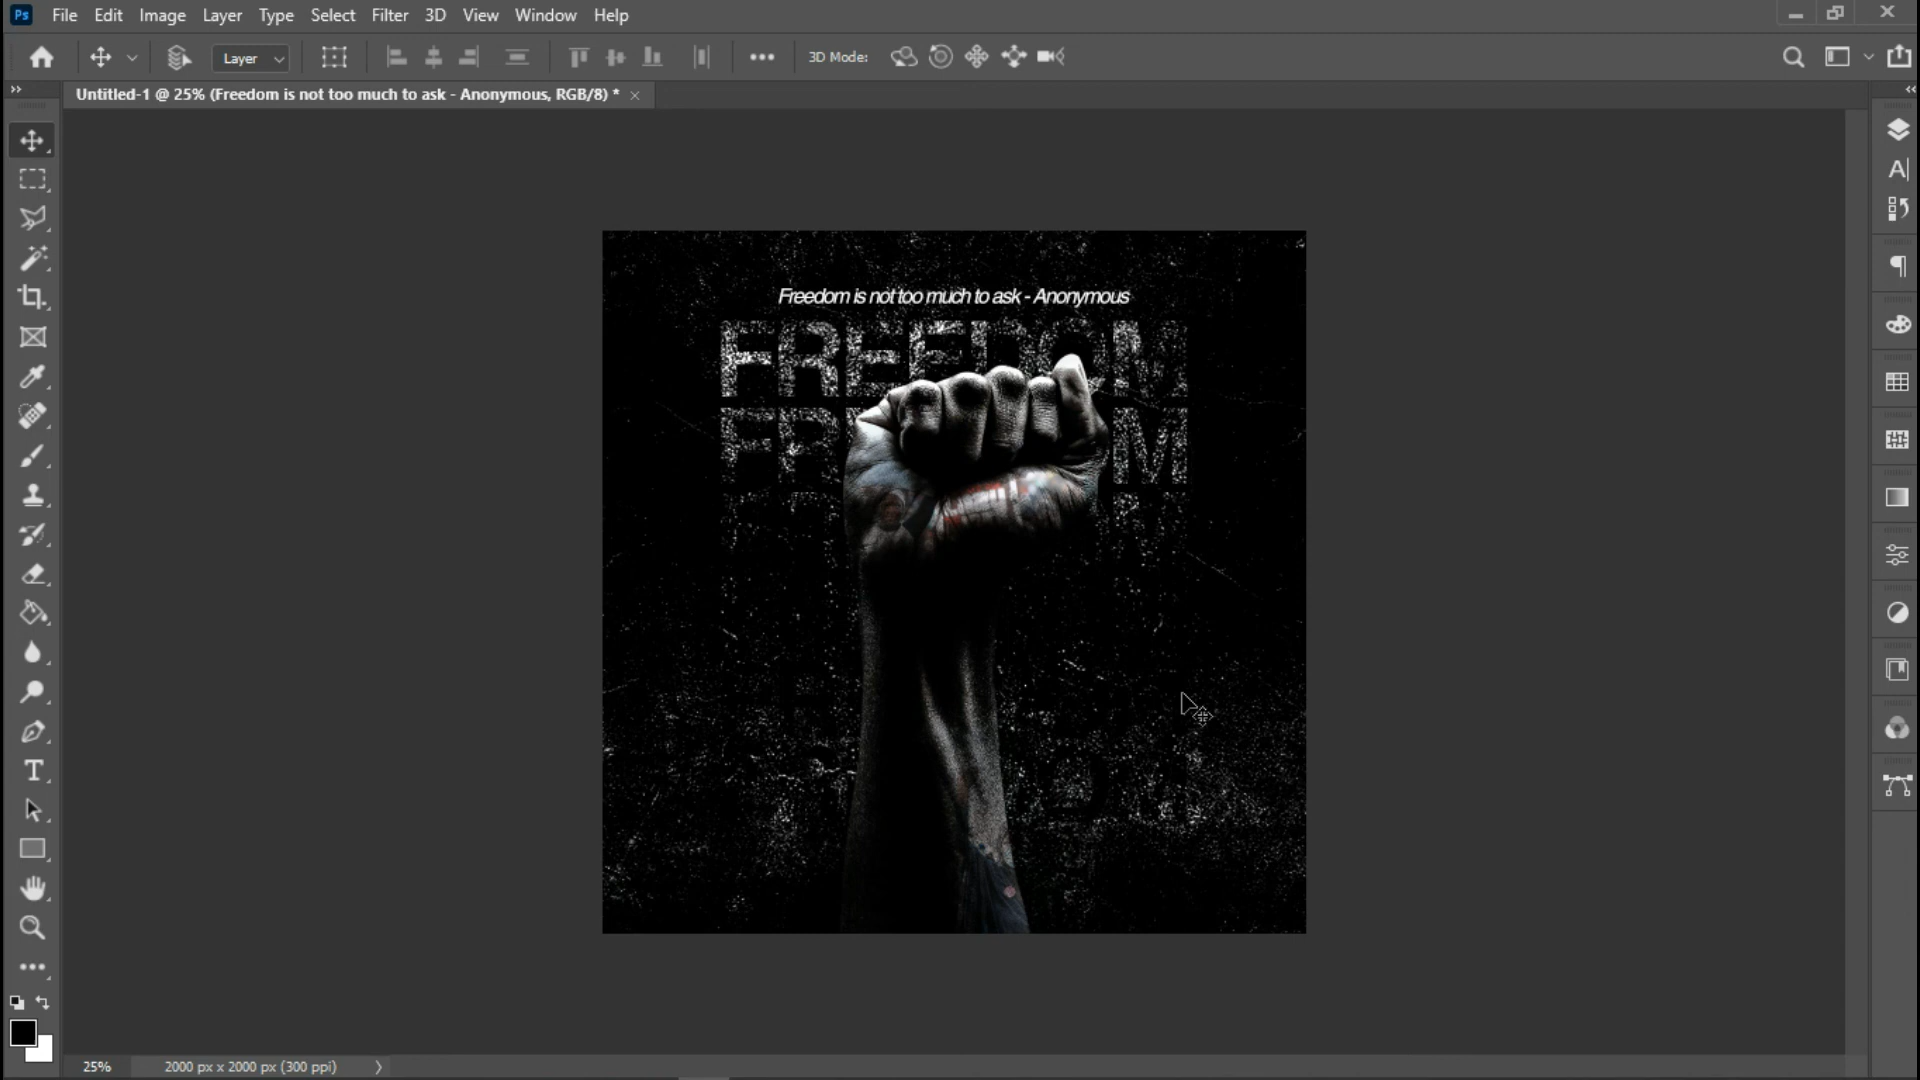 Ps File Edit Image Layer Type Select Filter 3D View Window Help
Layer 3D Mode:
Untitled-1 @ 25% (Freedom is not too much to ask - Anonymous, RGB/8) *
Freedom is not too much to ask - Anonymous
FREEDOM
25% 2000 px x 2000 px (300 ppi)